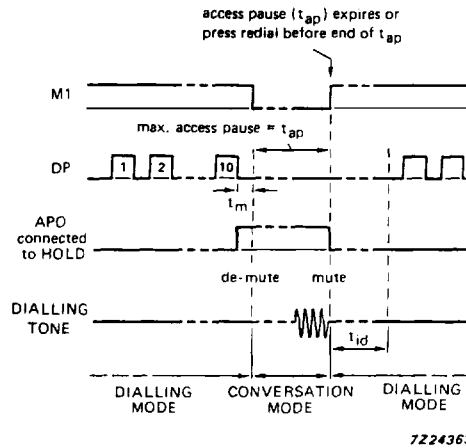 access pause (tap) expires or
press redial before end of tap
M1
max. access pause = tap
DP
1 2 10
tm
APO
connected
to HOLD
de-mute mute
DIALLING
TONE
tid
DIALLING
MODE
CONVERSATION
MODE
DIALLING
MODE
7Z24363